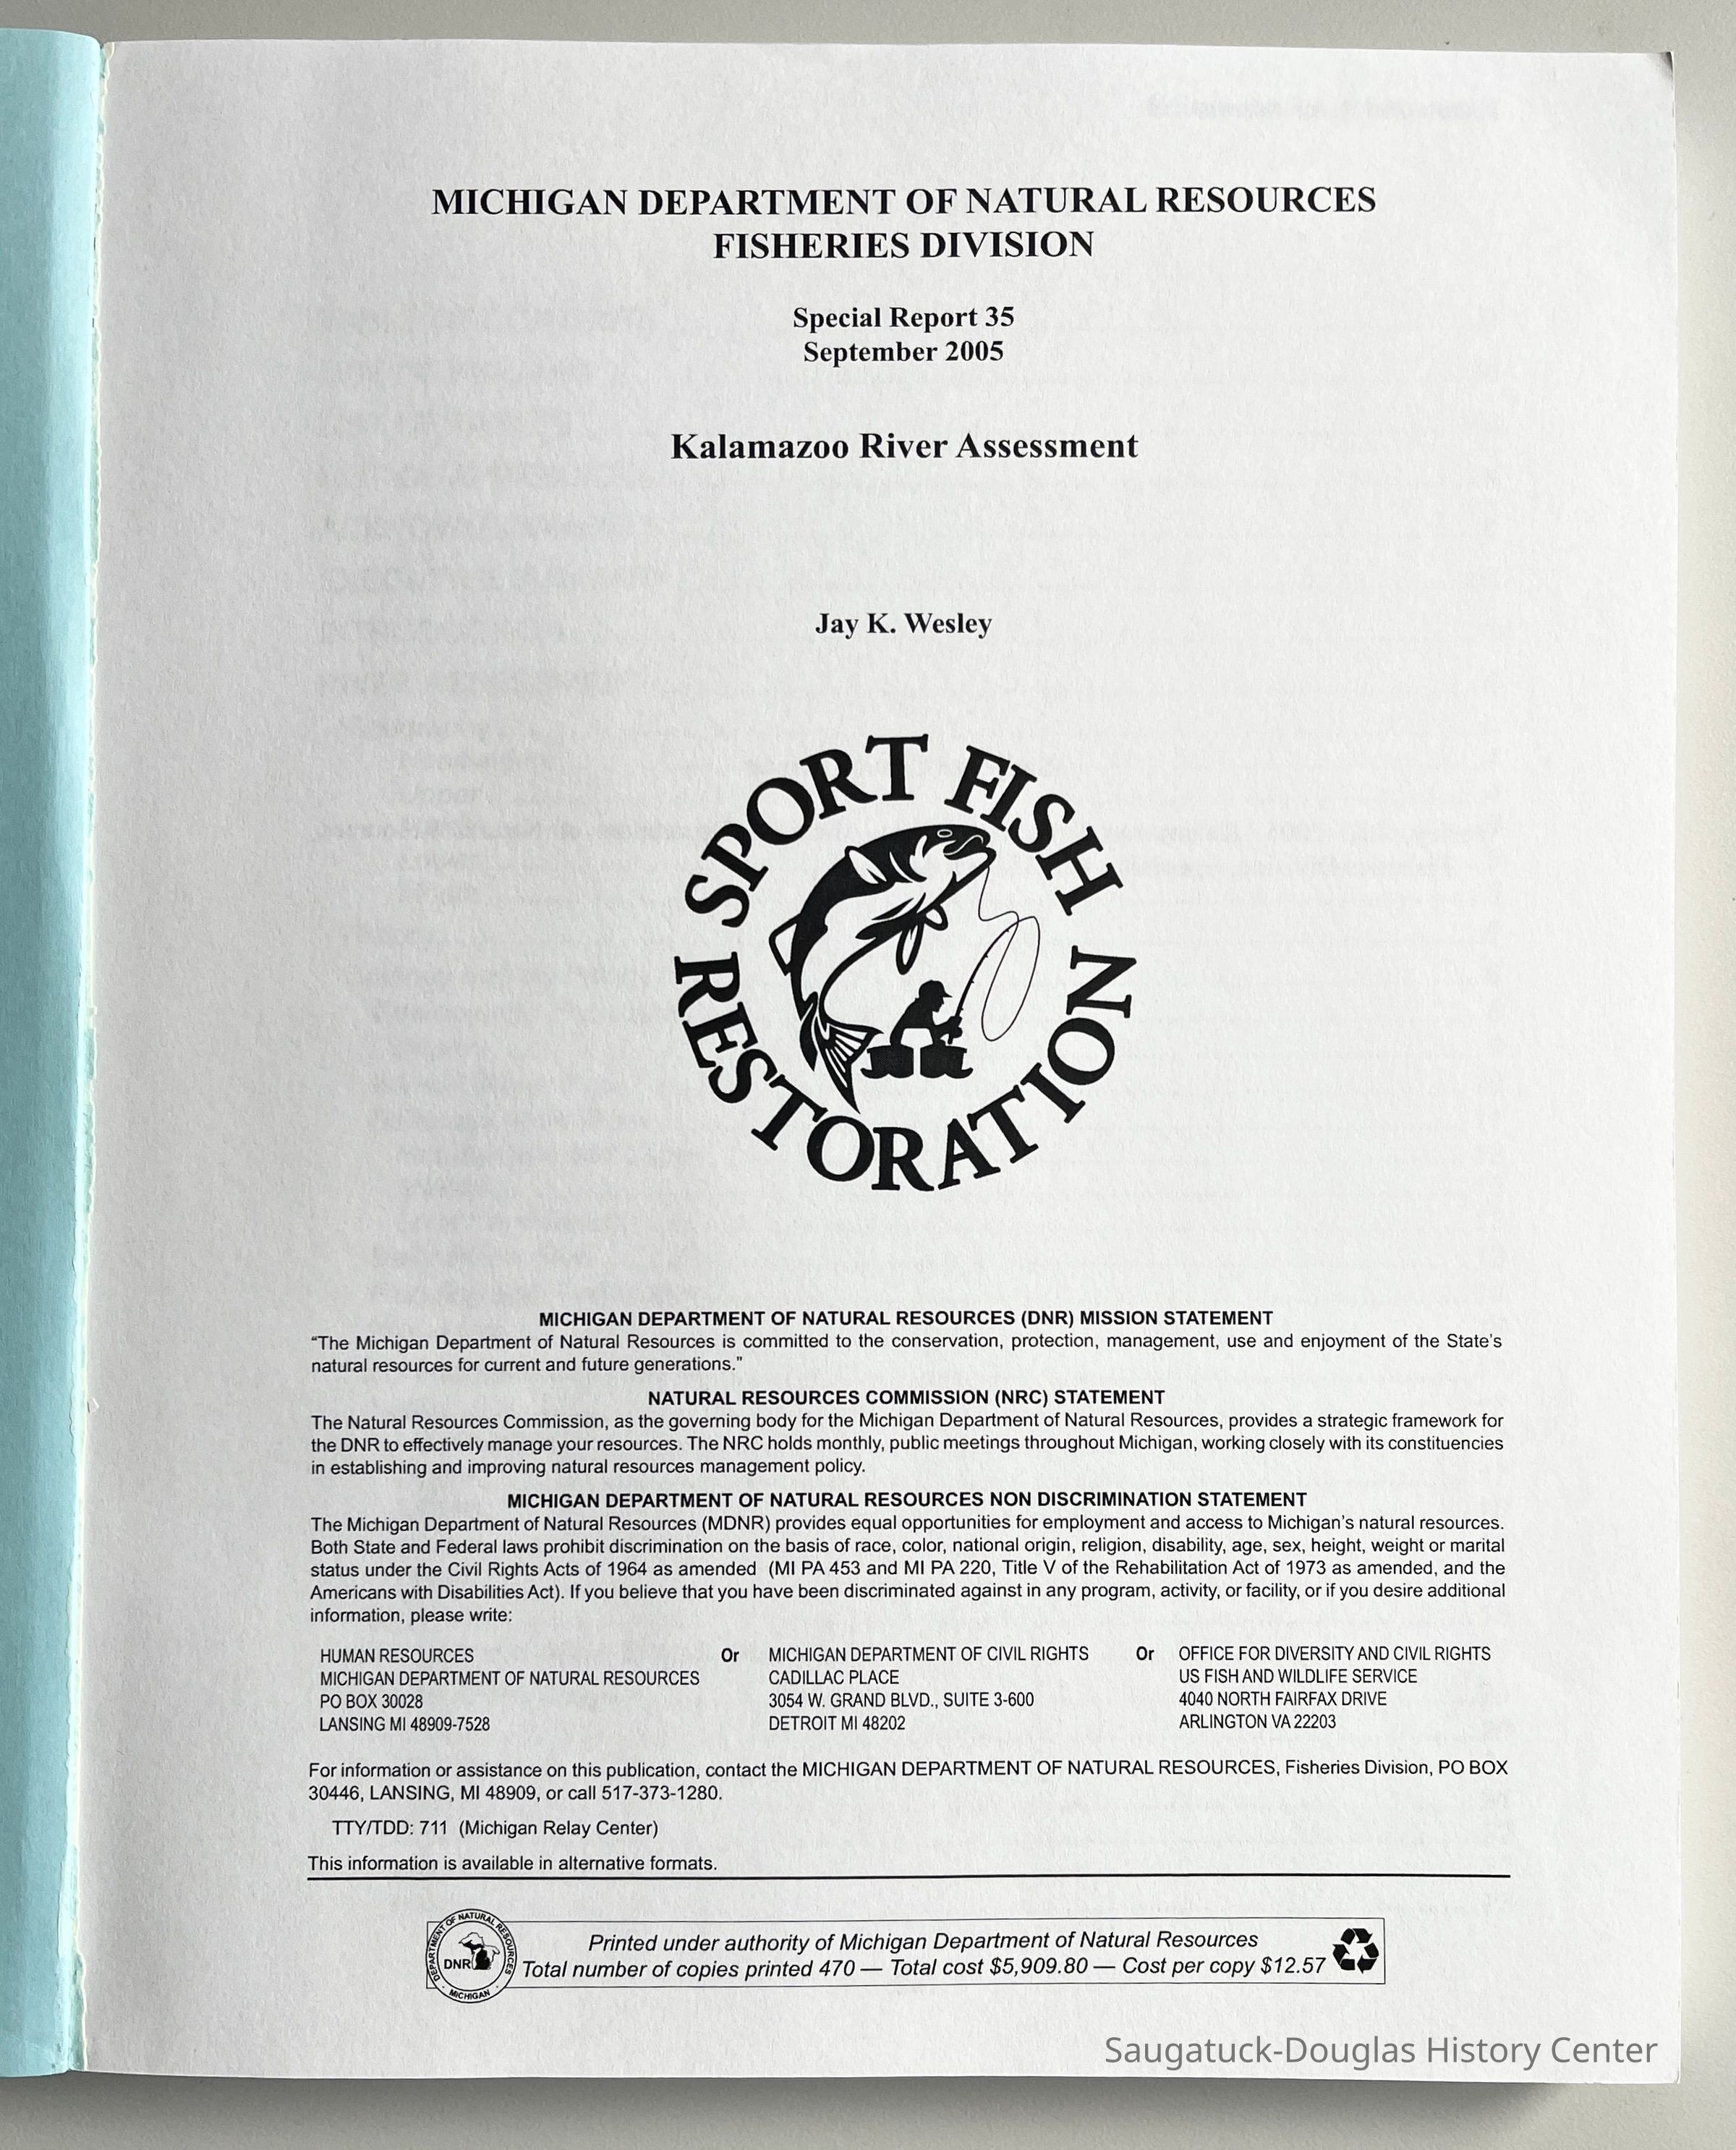 MICHIGAN DEPARTMENT OF NATURAL RESOURCES
FISHERIES DIVISION
Special Report 35
September 2005
Kalamazoo River Assessment
Jay K. Wesley
SPORT FISH
RESTORATION
MICHIGAN DEPARTMENT OF NATURAL RESOURCES (DNR) MISSION STATEMENT
“The Michigan Department of Natural Resources is committed to the conservation, protection, management, use and enjoyment of the State’s
natural resources for current and future generations.”
NATURAL RESOURCES COMMISSION (NRC) STATEMENT
The Natural Resources Commission, as the governing body for the Michigan Department of Natural Resources, provides a strategic framework for
the DNR to effectively manage your resources. The NRC holds monthly, public meetings throughout Michigan, working closely with its constituencies
in establishing and improving natural resources management policy.
MICHIGAN DEPARTMENT OF NATURAL RESOURCES NON DISCRIMINATION STATEMENT
The Michigan Department of Natural Resources (MDNR) provides equal opportunities for employment and access to Michigan’s natural resources.
Both State and Federal laws prohibit discrimination on the basis of race, color, national origin, religion, disability, age, sex, height, weight or marital
status under the Civil Rights Acts of 1964 as amended (MI PA 453 and MI PA 220, Title V of the Rehabilitation Act of 1973 as amended, and the
Americans with Disabilities Act). If you believe that you have been discriminated against in any program, activity, or facility, or if you desire additional
information, please write:
HUMAN RESOURCES
MICHIGAN DEPARTMENT OF NATURAL RESOURCES
PO BOX 30028
LANSING MI 48909-7528
Or
MICHIGAN DEPARTMENT OF CIVIL RIGHTS
CADILLAC PLACE
3054 W. GRAND BLVD., SUITE 3-600
DETROIT MI 48202
Or
OFFICE FOR DIVERSITY AND CIVIL RIGHTS
US FISH AND WILDLIFE SERVICE
4040 NORTH FAIRFAX DRIVE
ARLINGTON VA 22203
For information or assistance on this publication, contact the MICHIGAN DEPARTMENT OF NATURAL RESOURCES, Fisheries Division, PO BOX
30446, LANSING, MI 48909, or call 517-373-1280.
TTY/TDD: 711 (Michigan Relay Center)
This information is available in alternative formats.
DEPARTMENT OF NATURAL RESOURCES
DNR
MICHIGAN
Printed under authority of Michigan Department of Natural Resources
Total number of copies printed 470 — Total cost $5,909.80 — Cost per copy $12.57
Saugatuck-Douglas History Center